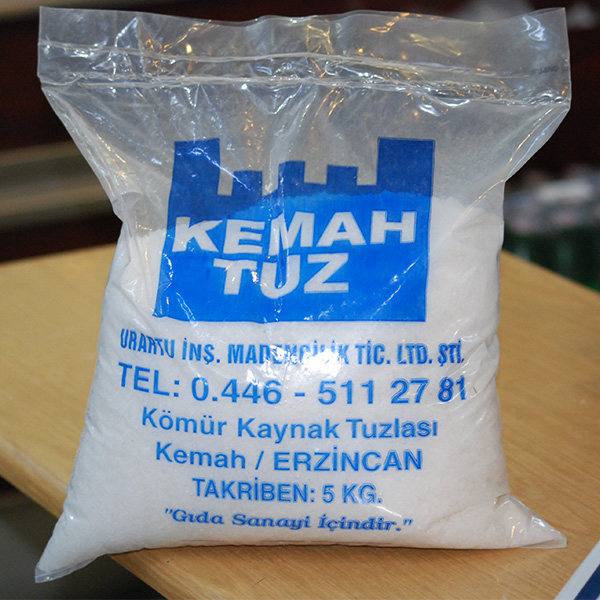 KEMAH
TUZ
URARTU İNŞ. MADENCİLİK TİC. LTD. ŞTİ.
TEL: 0.446 - 511 27 81
Kömür Kaynak Tuzlası
Kemah / ERZİNCAN
TAKRİBEN: 5 KG.
"Gıda Sanayi İçindir."